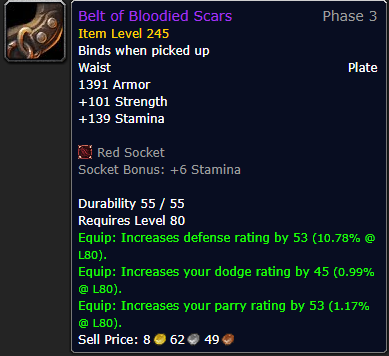 Belt of Bloodied Scars Phase 3
Item Level 245
Binds when picked up
Waist Plate
1391 Armor
+101 Strength
+139 Stamina
Red Socket
Socket Bonus: +6 Stamina
Durability 55 / 55
Requires Level 80
Equip: Increases defense rating by 53 (10.78% @
L80).
Equip: Increases your dodge rating by 45 (0.99%
@ L80).
Equip: Increases your parry rating by 53 (1.17%
@ L80).
Sell Price: 8 62 49